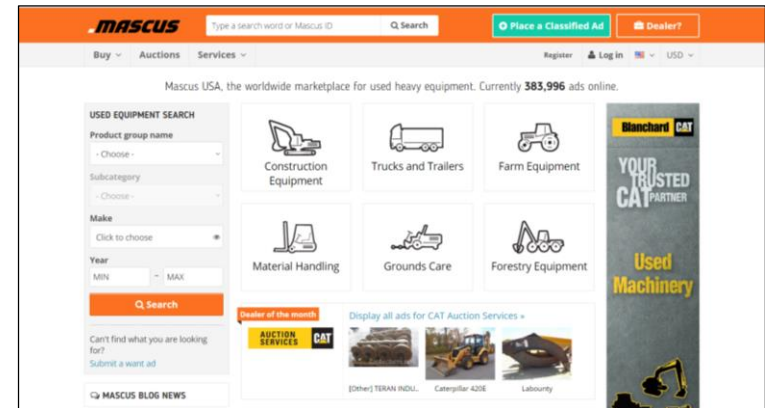 MASCUS
Type a search word or Mascus ID
Search
Place a Classified Ad
Dealer?
Buy
Auctions
Services
Register
Log in
USD
Mascus USA, the worldwide marketplace for used heavy equipment. Currently 383,996 ads online.
USED EQUIPMENT SEARCH
Product group name
- Choose -
Subcategory
- Choose -
Make
Click to choose
Year
MIN
-
MAX
Search
Can't find what you are looking
for?
Submit a want ad
MASCUS BLOG NEWS
Construction
Equipment
Trucks and Trailers
Farm Equipment
Material Handling
Grounds Care
Forestry Equipment
Dealer of the month
Display all ads for CAT Auction Services »
AUCTION
SERVICES
CAT
[Other] TERAN INDU...
Caterpillar 420E
Labounty
Blanchard CAT
YOUR
TRUSTED
CAT PARTNER
Used
Machinery